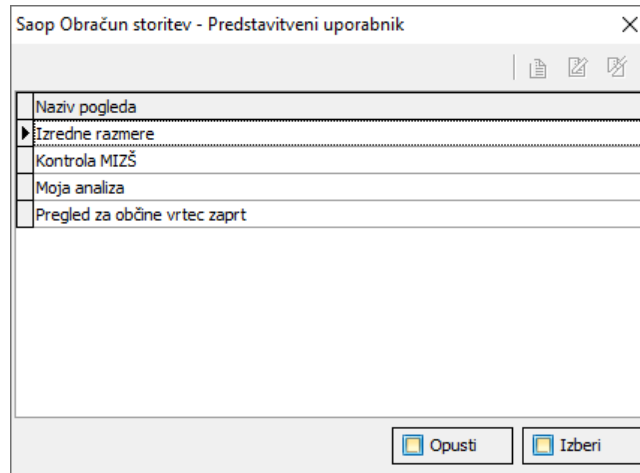 Saop Obračun storitev - Predstavitveni uporabnik
Naziv pogleda
Izredne razmere
Kontrola MIZŠ
Moja analiza
Pregled za občine vrtec zaprt
Opusti
Izberi